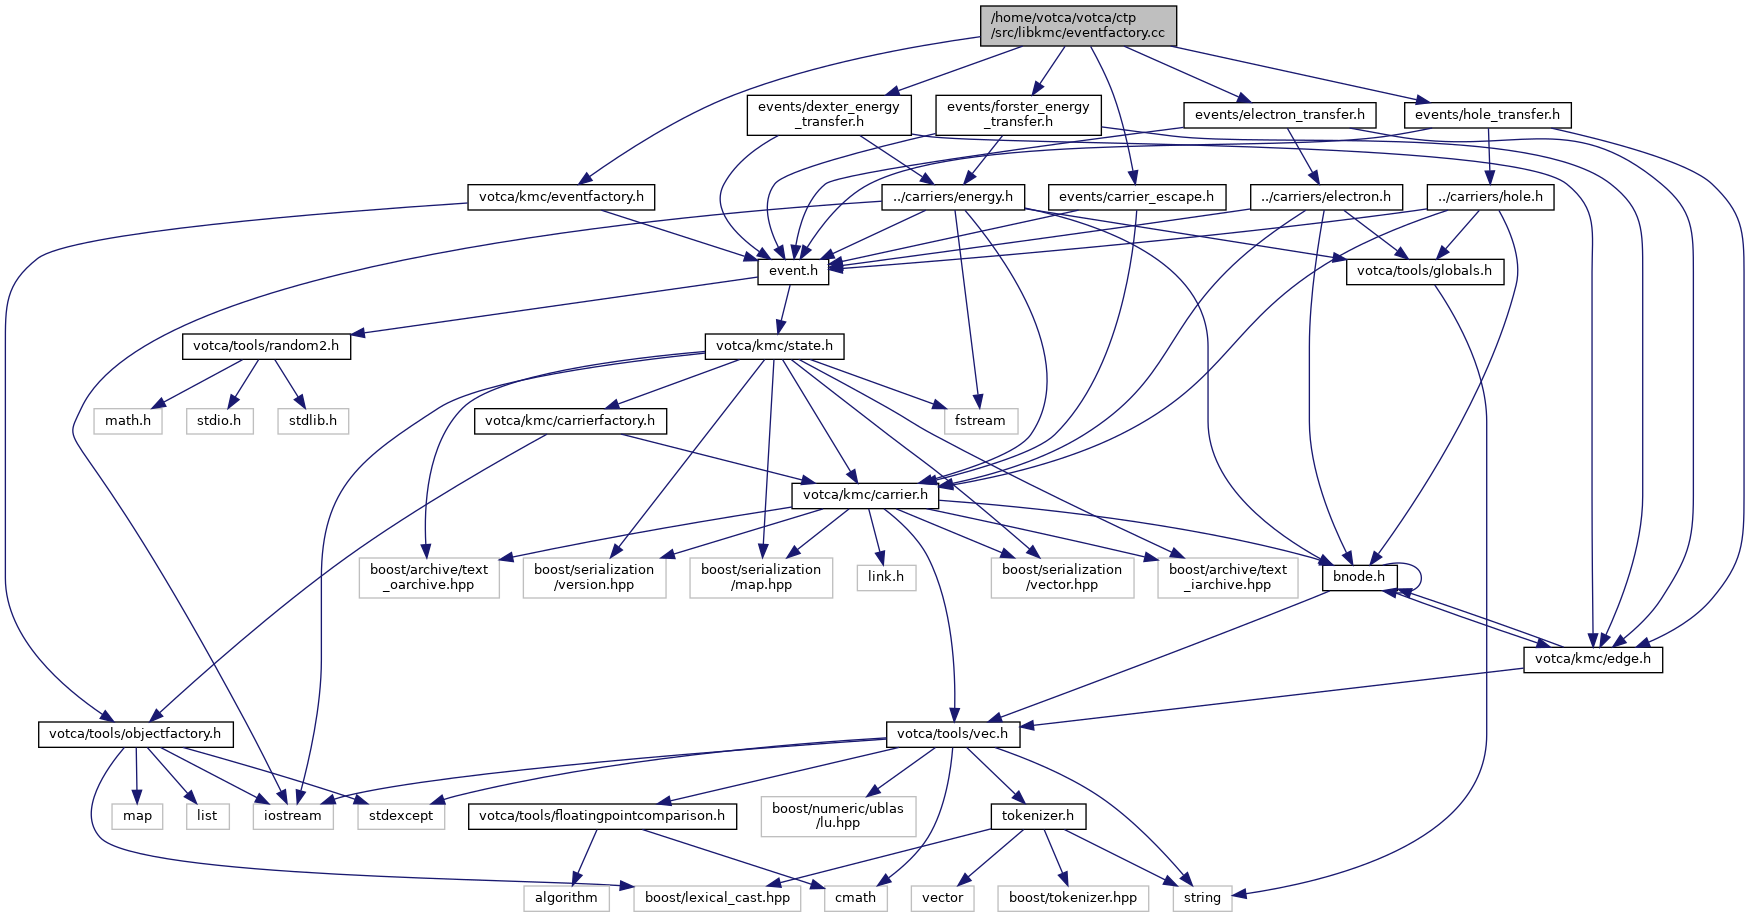 /home/votca/votca/ctp
/src/libkmc/eventfactory.cc
events/dexter_energy
_transfer.h
events/forster_energy
_transfer.h
events/electron_transfer.h
events/hole_transfer.h
votca/kmc/eventfactory.h
../carriers/energy.h
events/carrier_escape.h
../carriers/electron.h
../carriers/hole.h
event.h
votca/tools/globals.h
votca/tools/random2.h
votca/kmc/state.h
math.h
stdio.h
stdlib.h
votca/kmc/carrierfactory.h
fstream
votca/kmc/carrier.h
boost/archive/text
_oarchive.hpp
boost/serialization
/version.hpp
boost/serialization
/map.hpp
link.h
boost/serialization
/vector.hpp
boost/archive/text
_iarchive.hpp
bnode.h
votca/kmc/edge.h
votca/tools/objectfactory.h
votca/tools/vec.h
map
list
iostream
stdexcept
votca/tools/floatingpointcomparison.h
boost/numeric/ublas
/lu.hpp
tokenizer.h
algorithm
boost/lexical_cast.hpp
cmath
vector
boost/tokenizer.hpp
string